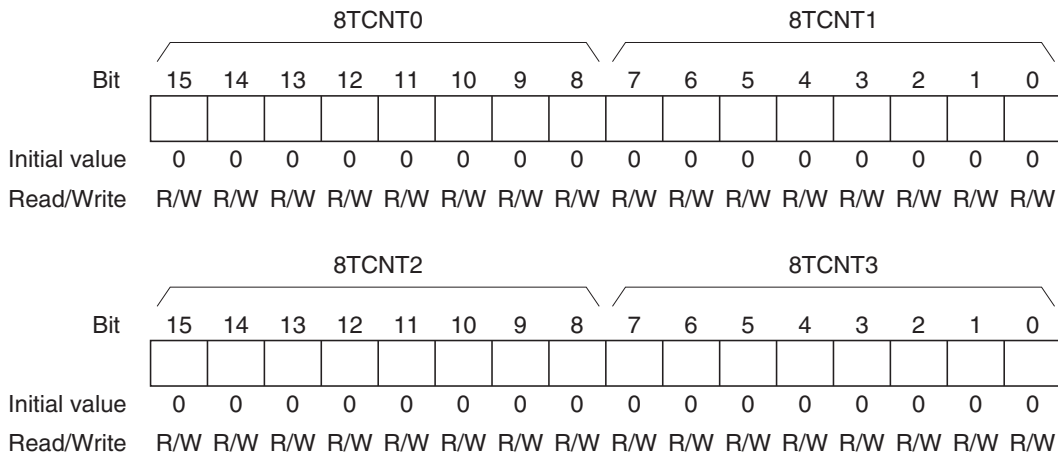 8TCNT0 8TCNT1
Bit 15 14 13 12 11 10 9 8 7 6 5 4 3 2 1 0
Initial value 0 0 0 0 0 0 0 0 0 0 0 0 0 0 0 0
Read/Write R/W R/W R/W R/W R/W R/W R/W R/W R/W R/W R/W R/W R/W R/W R/W R/W
8TCNT2 8TCNT3
Bit 15 14 13 12 11 10 9 8 7 6 5 4 3 2 1 0
Initial value 0 0 0 0 0 0 0 0 0 0 0 0 0 0 0 0
Read/Write R/W R/W R/W R/W R/W R/W R/W R/W R/W R/W R/W R/W R/W R/W R/W R/W